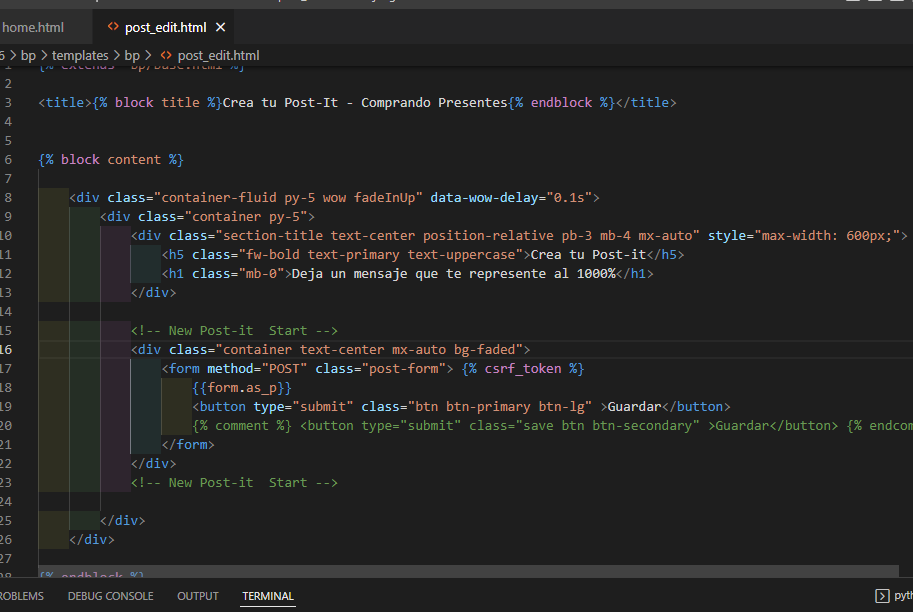 home.html post_edit.html
bp > templates > bp > post_edit.html
2
3 <title>{% block title %}Crea tu Post-It - Comprando Presentes{% endblock %}</title>
4
5
6 {% block content %}
7
8 <div class="container-fluid py-5 wow fadeInUp" data-wow-delay="0.1s">
9 <div class="container py-5">
10 <div class="section-title text-center position-relative pb-3 mb-4 mx-auto" style="max-width: 600px;">
11 <h5 class="fw-bold text-primary text-uppercase">Crea tu Post-it</h5>
12 <h1 class="mb-0">Deja un mensaje que te represente al 1000%</h1>
13 </div>
14
15 <!-- New Post-it  Start -->
16 <div class="container text-center mx-auto bg-faded">
17 <form method="POST" class="post-form"> {% csrf_token %}
18 {{form.as_p}}
19 <button type="submit" class="btn btn-primary btn-lg" >Guardar</button>
20 {% comment %} <button type="submit" class="save btn btn-secondary" >Guardar</button> {% endcom
21 </form>
22 </div>
23 <!-- New Post-it  Start -->
24
25 </div>
26 </div>
27
{% endblock %}
ROBLEMS DEBUG CONSOLE OUTPUT TERMINAL pyth